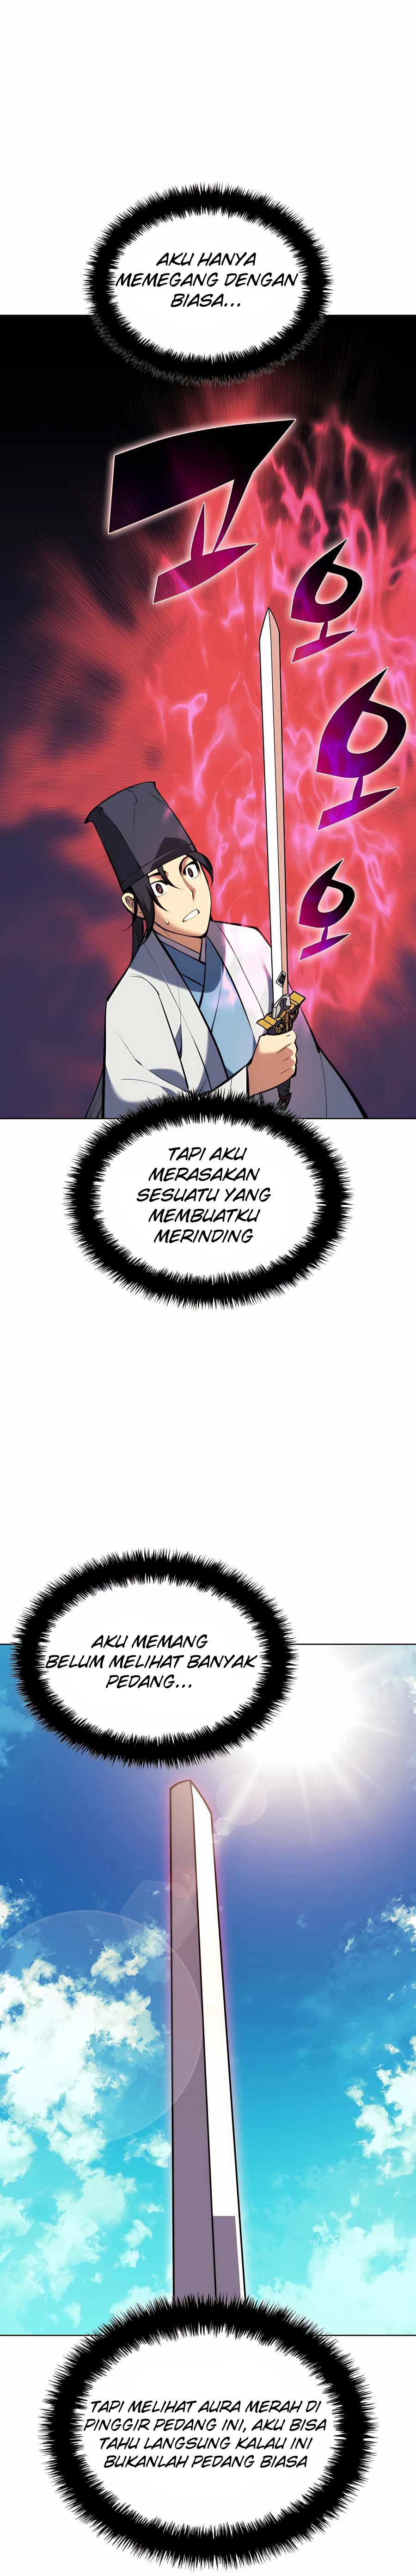 AKU HANYA
MEMEGANG DENGAN
BIASA...
고
오
오
오
TAPI AKU
MERASAKAN
SESUATU YANG
MEMBUATKU
MERINDING
AKU MEMANG
BELUM MELIHAT BANYAK
PEDANG...
TAPI MELIHAT AURA MERAH DI
PINGGIR PEDANG INI, AKU BISA
TAHU LANGSUNG KALAU INI
BUKANLAH PEDANG BIASA